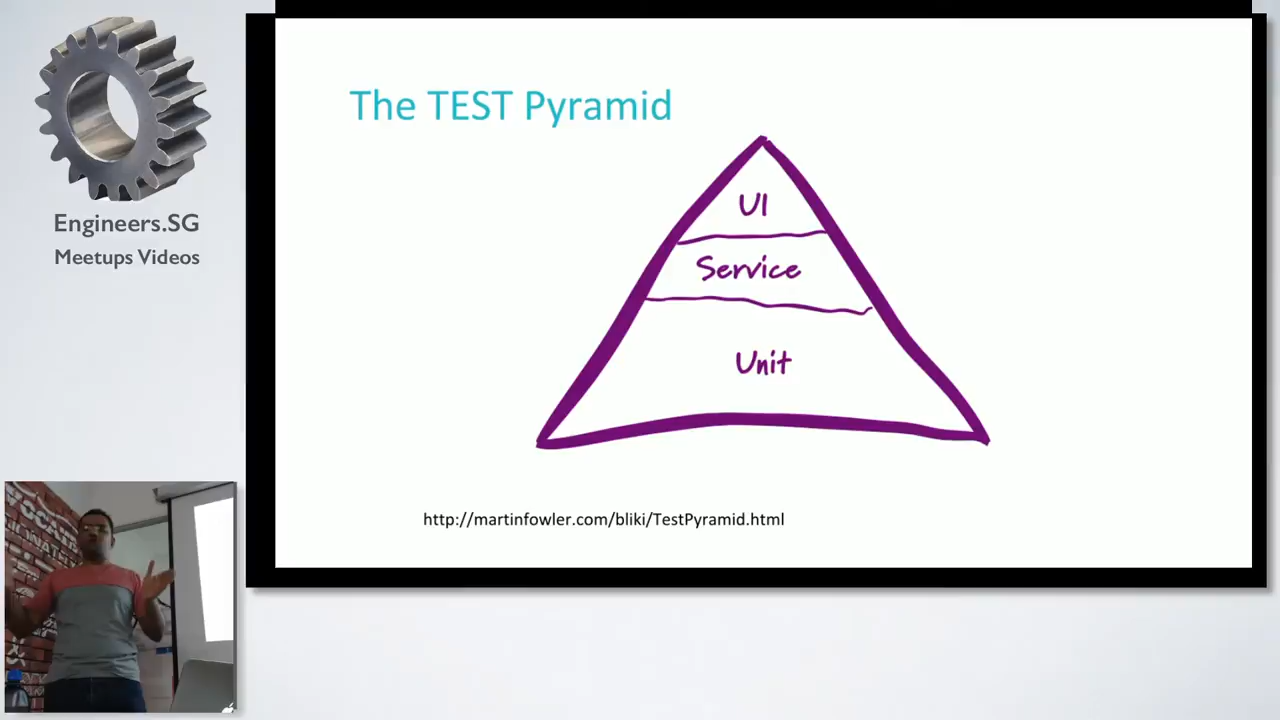 Engineers.SG
Meetups Videos
The TEST Pyramid
UI
Service
Unit
http://martinfowler.com/bliki/TestPyramid.html